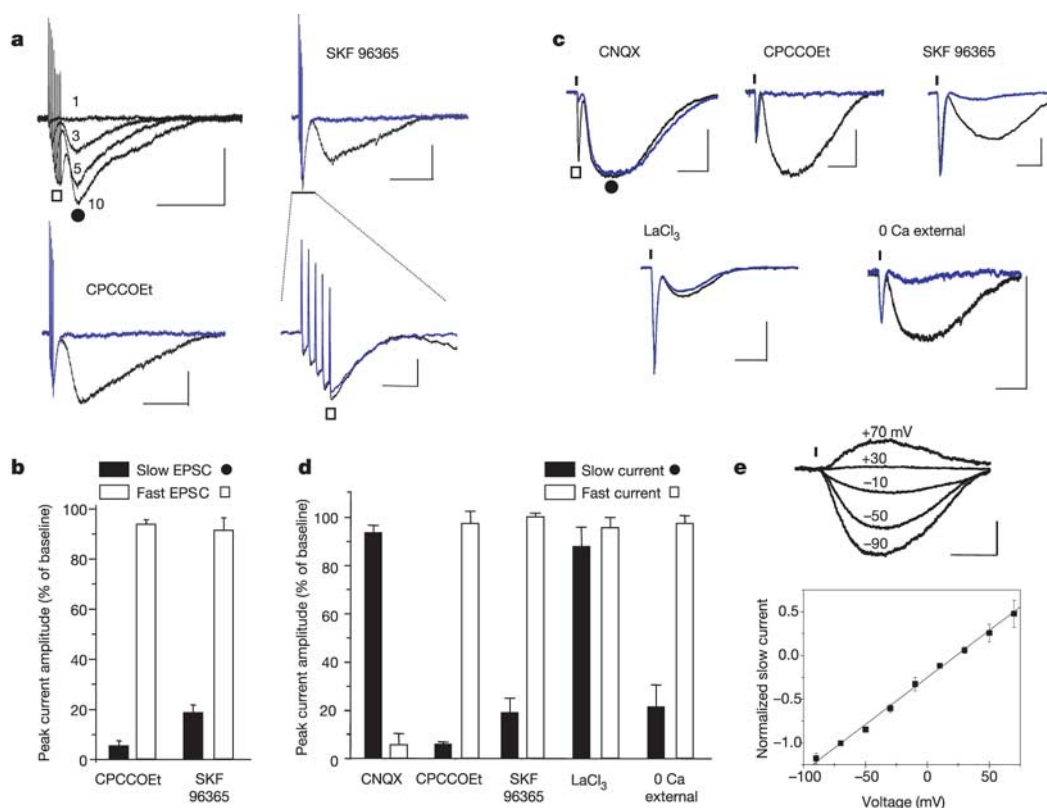 a
1
3
5
10
SKF 96365
CPCCOEt
b
Slow EPSC
Fast EPSC
Peak current amplitude (% of baseline)
100
80
60
40
20
0
CPCCOEt
SKF
96365
c
CNQX
CPCCOEt
SKF 96365
LaCl3
0 Ca external
d
Slow current
Fast current
Peak current amplitude (% of baseline)
100
80
60
40
20
0
CNQX
CPCCOEt
SKF
96365
LaCl3
0 Ca
external
e
+70 mV
+30
−10
−50
−90
Normalized slow current
0.5
0.0
−0.5
−1.0
−100
−50
0
50
Voltage (mV)